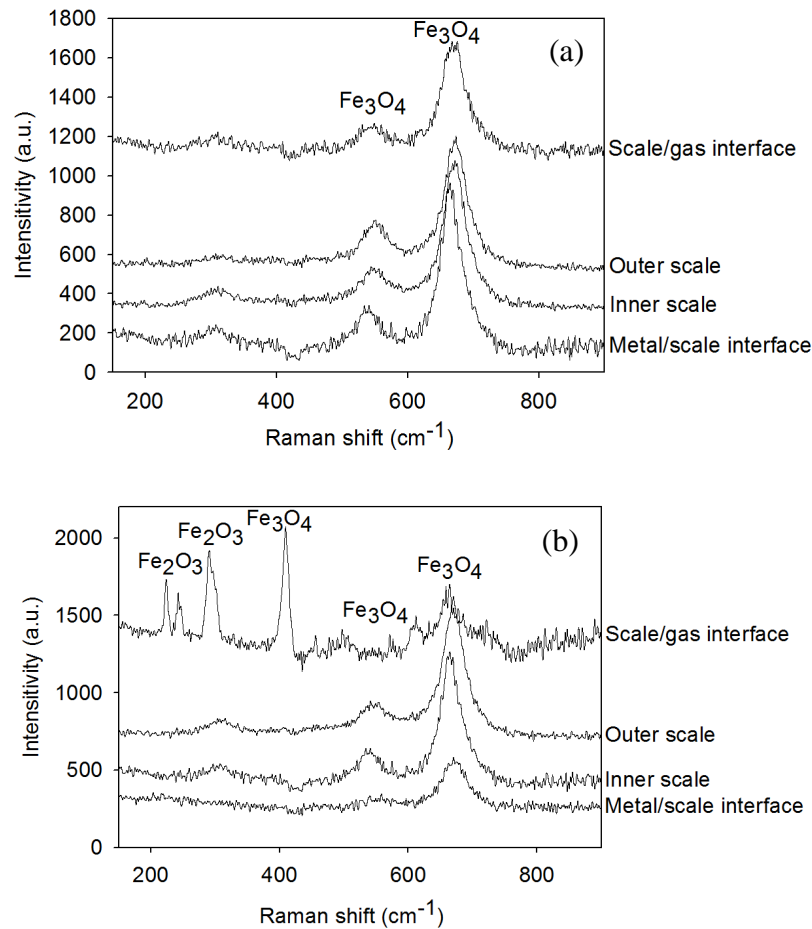 (a)
Fe3O4
Fe3O4
1800
1600
1400
1200
1000
800
600
400
200
0
Intensitivity (a.u.)
Scale/gas interface
Outer scale
Inner scale
Metal/scale interface
200 400 600 800
Raman shift (cm-1)
(b)
Fe3O4
Fe2O3
Fe2O3
Fe3O4
Fe3O4
2000
1500
1000
500
0
Intensitivity (a.u.)
Scale/gas interface
Outer scale
Inner scale
Metal/scale interface
200 400 600 800
Raman shift (cm-1)